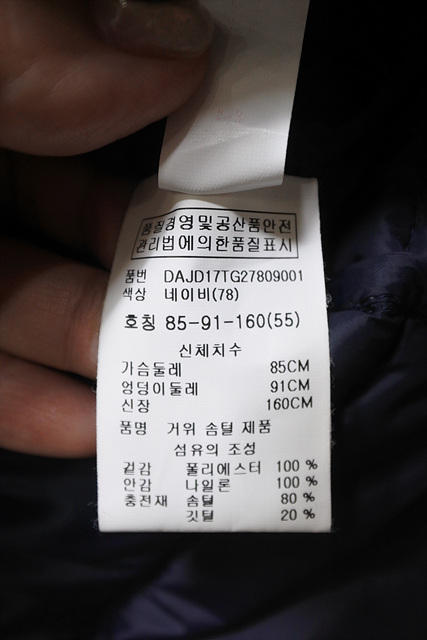 품질경영및공산품안전
관리법에의한품질표시
품번 DAJD17TG27809001
색상 네이비(78)
호칭 85-91-160(55)
신체치수
가슴둘레 85CM
엉덩이둘레 91CM
신장 160CM
품명 거위 솜털 제품
섬유의 조성
겉감 폴리에스터 100 %
안감 나일론 100 %
충전재 솜털 80 %
깃털 20 %